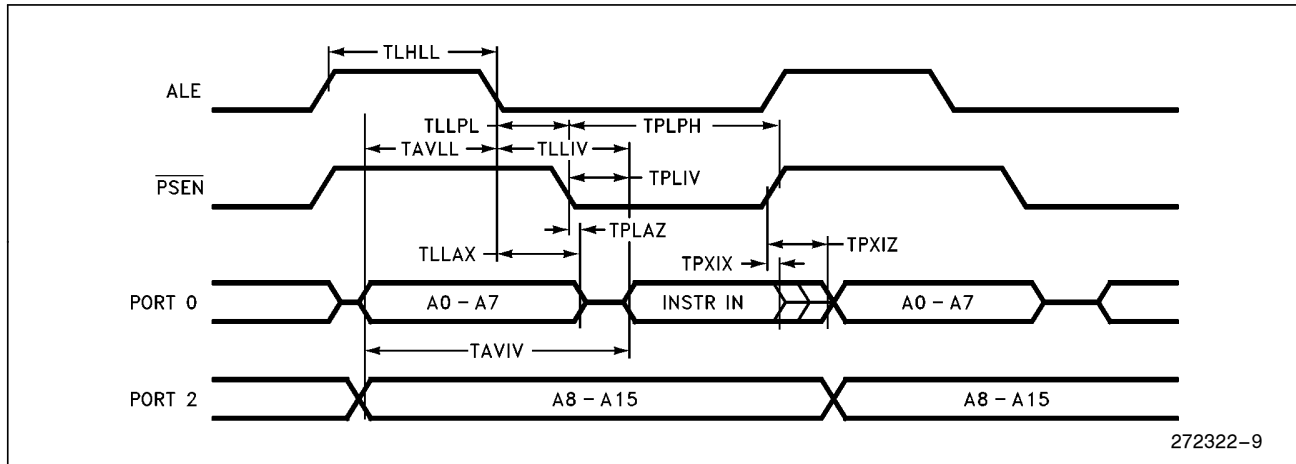 TLHLL
ALE
TLLPL TPLPH
TAVLL TLLIV
PSEN TPLIV
TPLAZ
TLLAX TPXIZ
TPXIX
PORT 0 A0-A7 INSTR IN A0-A7
TAVIV
PORT 2 A8-A15 A8-A15
272322-9